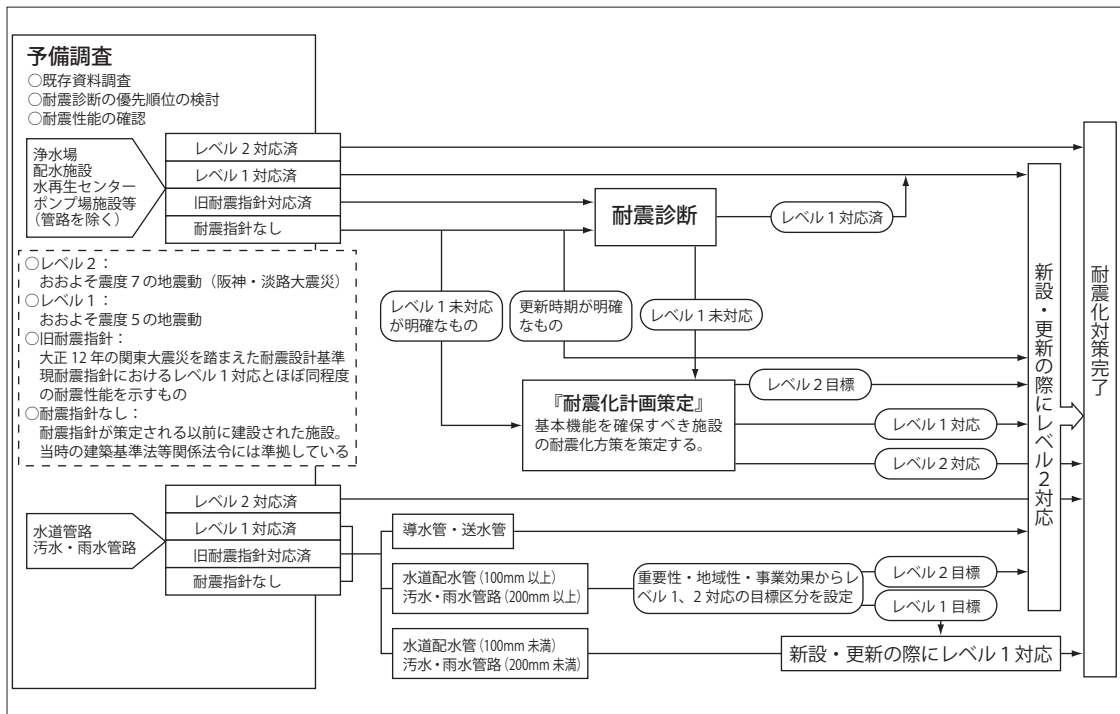 予備調査
○既存資料調査
○耐震診断の優先順位の検討
○耐震性能の確認
浄水場
配水施設
水再生センター
ポンプ場施設等
（管路を除く）
レベル2対応済
レベル1対応済
旧耐震指針対応済
耐震指針なし
○レベル2：
おおよそ震度7の地震動（阪神・淡路大震災）
○レベル1：
おおよそ震度5の地震動
○旧耐震指針：
大正12年の関東大震災を踏まえた耐震設計基準
現耐震指針におけるレベル1対応とほぼ同程度
の耐震性能を示すもの
○耐震指針なし：
耐震指針が策定される以前に建設された施設。
当時の建築基準法等関係法令には準拠している
耐震診断
レベル1対応済
レベル1未対応
が明確なもの
更新時期が明確
なもの
レベル1未対応
『耐震化計画策定』
基本機能を確保すべき施設
の耐震化方策を策定する。
レベル2目標
レベル1対応
レベル2対応
新設・更新の際にレベル2対応
耐震化対策完了
水道管路
汚水・雨水管路
レベル2対応済
レベル1対応済
旧耐震指針対応済
耐震指針なし
導水管・送水管
水道配水管（100mm以上）
汚水・雨水管路（200mm以上）
重要性・地域性・事業効果からレ
ベル1、2対応の目標区分を設定
レベル2目標
レベル1目標
水道配水管（100mm未満）
汚水・雨水管路（200mm未満）
新設・更新の際にレベル1対応